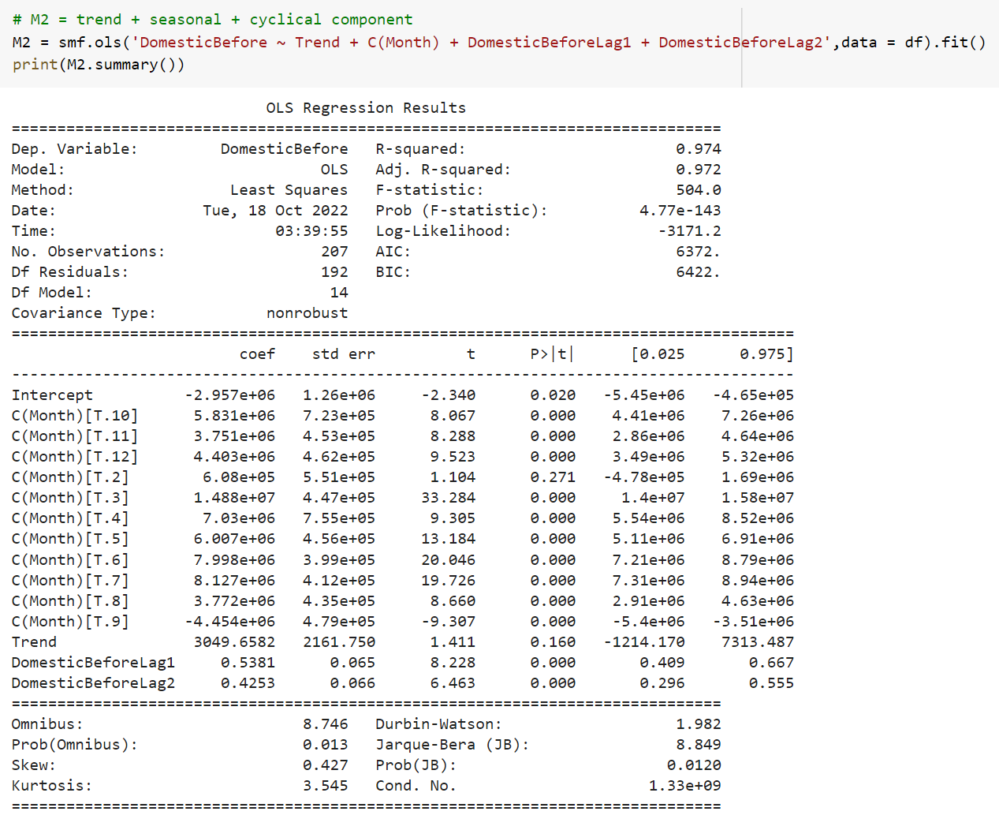 # M2 = trend + seasonal + cyclical component
M2 = smf.ols('DomesticBefore ~ Trend + C(Month) + DomesticBeforeLag1 + DomesticBeforeLag2',data = df).fit()
print(M2.summary())
                            OLS Regression Results
==============================================================================
Dep. Variable:         DomesticBefore   R-squared:                       0.974
Model:                            OLS   Adj. R-squared:                  0.972
Method:                 Least Squares   F-statistic:                     504.0
Date:                Tue, 18 Oct 2022   Prob (F-statistic):          4.77e-143
Time:                        03:39:55   Log-Likelihood:                -3171.2
No. Observations:                 207   AIC:                             6372.
Df Residuals:                     192   BIC:                             6422.
Df Model:                          14
Covariance Type:            nonrobust
======================================================================================
                         coef    std err          t      P>|t|      [0.025      0.975]
--------------------------------------------------------------------------------------
Intercept          -2.957e+06   1.26e+06     -2.340      0.020   -5.45e+06   -4.65e+05
C(Month)[T.10]      5.831e+06   7.23e+05      8.067      0.000    4.41e+06    7.26e+06
C(Month)[T.11]      3.751e+06   4.53e+05      8.288      0.000    2.86e+06    4.64e+06
C(Month)[T.12]      4.403e+06   4.62e+05      9.523      0.000    3.49e+06    5.32e+06
C(Month)[T.2]        6.08e+05   5.51e+05      1.104      0.271   -4.78e+05    1.69e+06
C(Month)[T.3]       1.488e+07   4.47e+05     33.284      0.000     1.4e+07    1.58e+07
C(Month)[T.4]        7.03e+06   7.55e+05      9.305      0.000    5.54e+06    8.52e+06
C(Month)[T.5]       6.007e+06   4.56e+05     13.184      0.000    5.11e+06    6.91e+06
C(Month)[T.6]       7.998e+06   3.99e+05     20.046      0.000    7.21e+06    8.79e+06
C(Month)[T.7]       8.127e+06   4.12e+05     19.726      0.000    7.31e+06    8.94e+06
C(Month)[T.8]       3.772e+06   4.35e+05      8.660      0.000    2.91e+06    4.63e+06
C(Month)[T.9]      -4.454e+06   4.79e+05     -9.307      0.000    -5.4e+06   -3.51e+06
Trend               3049.6582   2161.750      1.411      0.160   -1214.170    7313.487
DomesticBeforeLag1     0.5381      0.065      8.228      0.000       0.409       0.667
DomesticBeforeLag2     0.4253      0.066      6.463      0.000       0.296       0.555
==============================================================================
Omnibus:                        8.746   Durbin-Watson:                   1.982
Prob(Omnibus):                  0.013   Jarque-Bera (JB):                8.849
Skew:                           0.427   Prob(JB):                       0.0120
Kurtosis:                       3.545   Cond. No.                     1.33e+09
==============================================================================